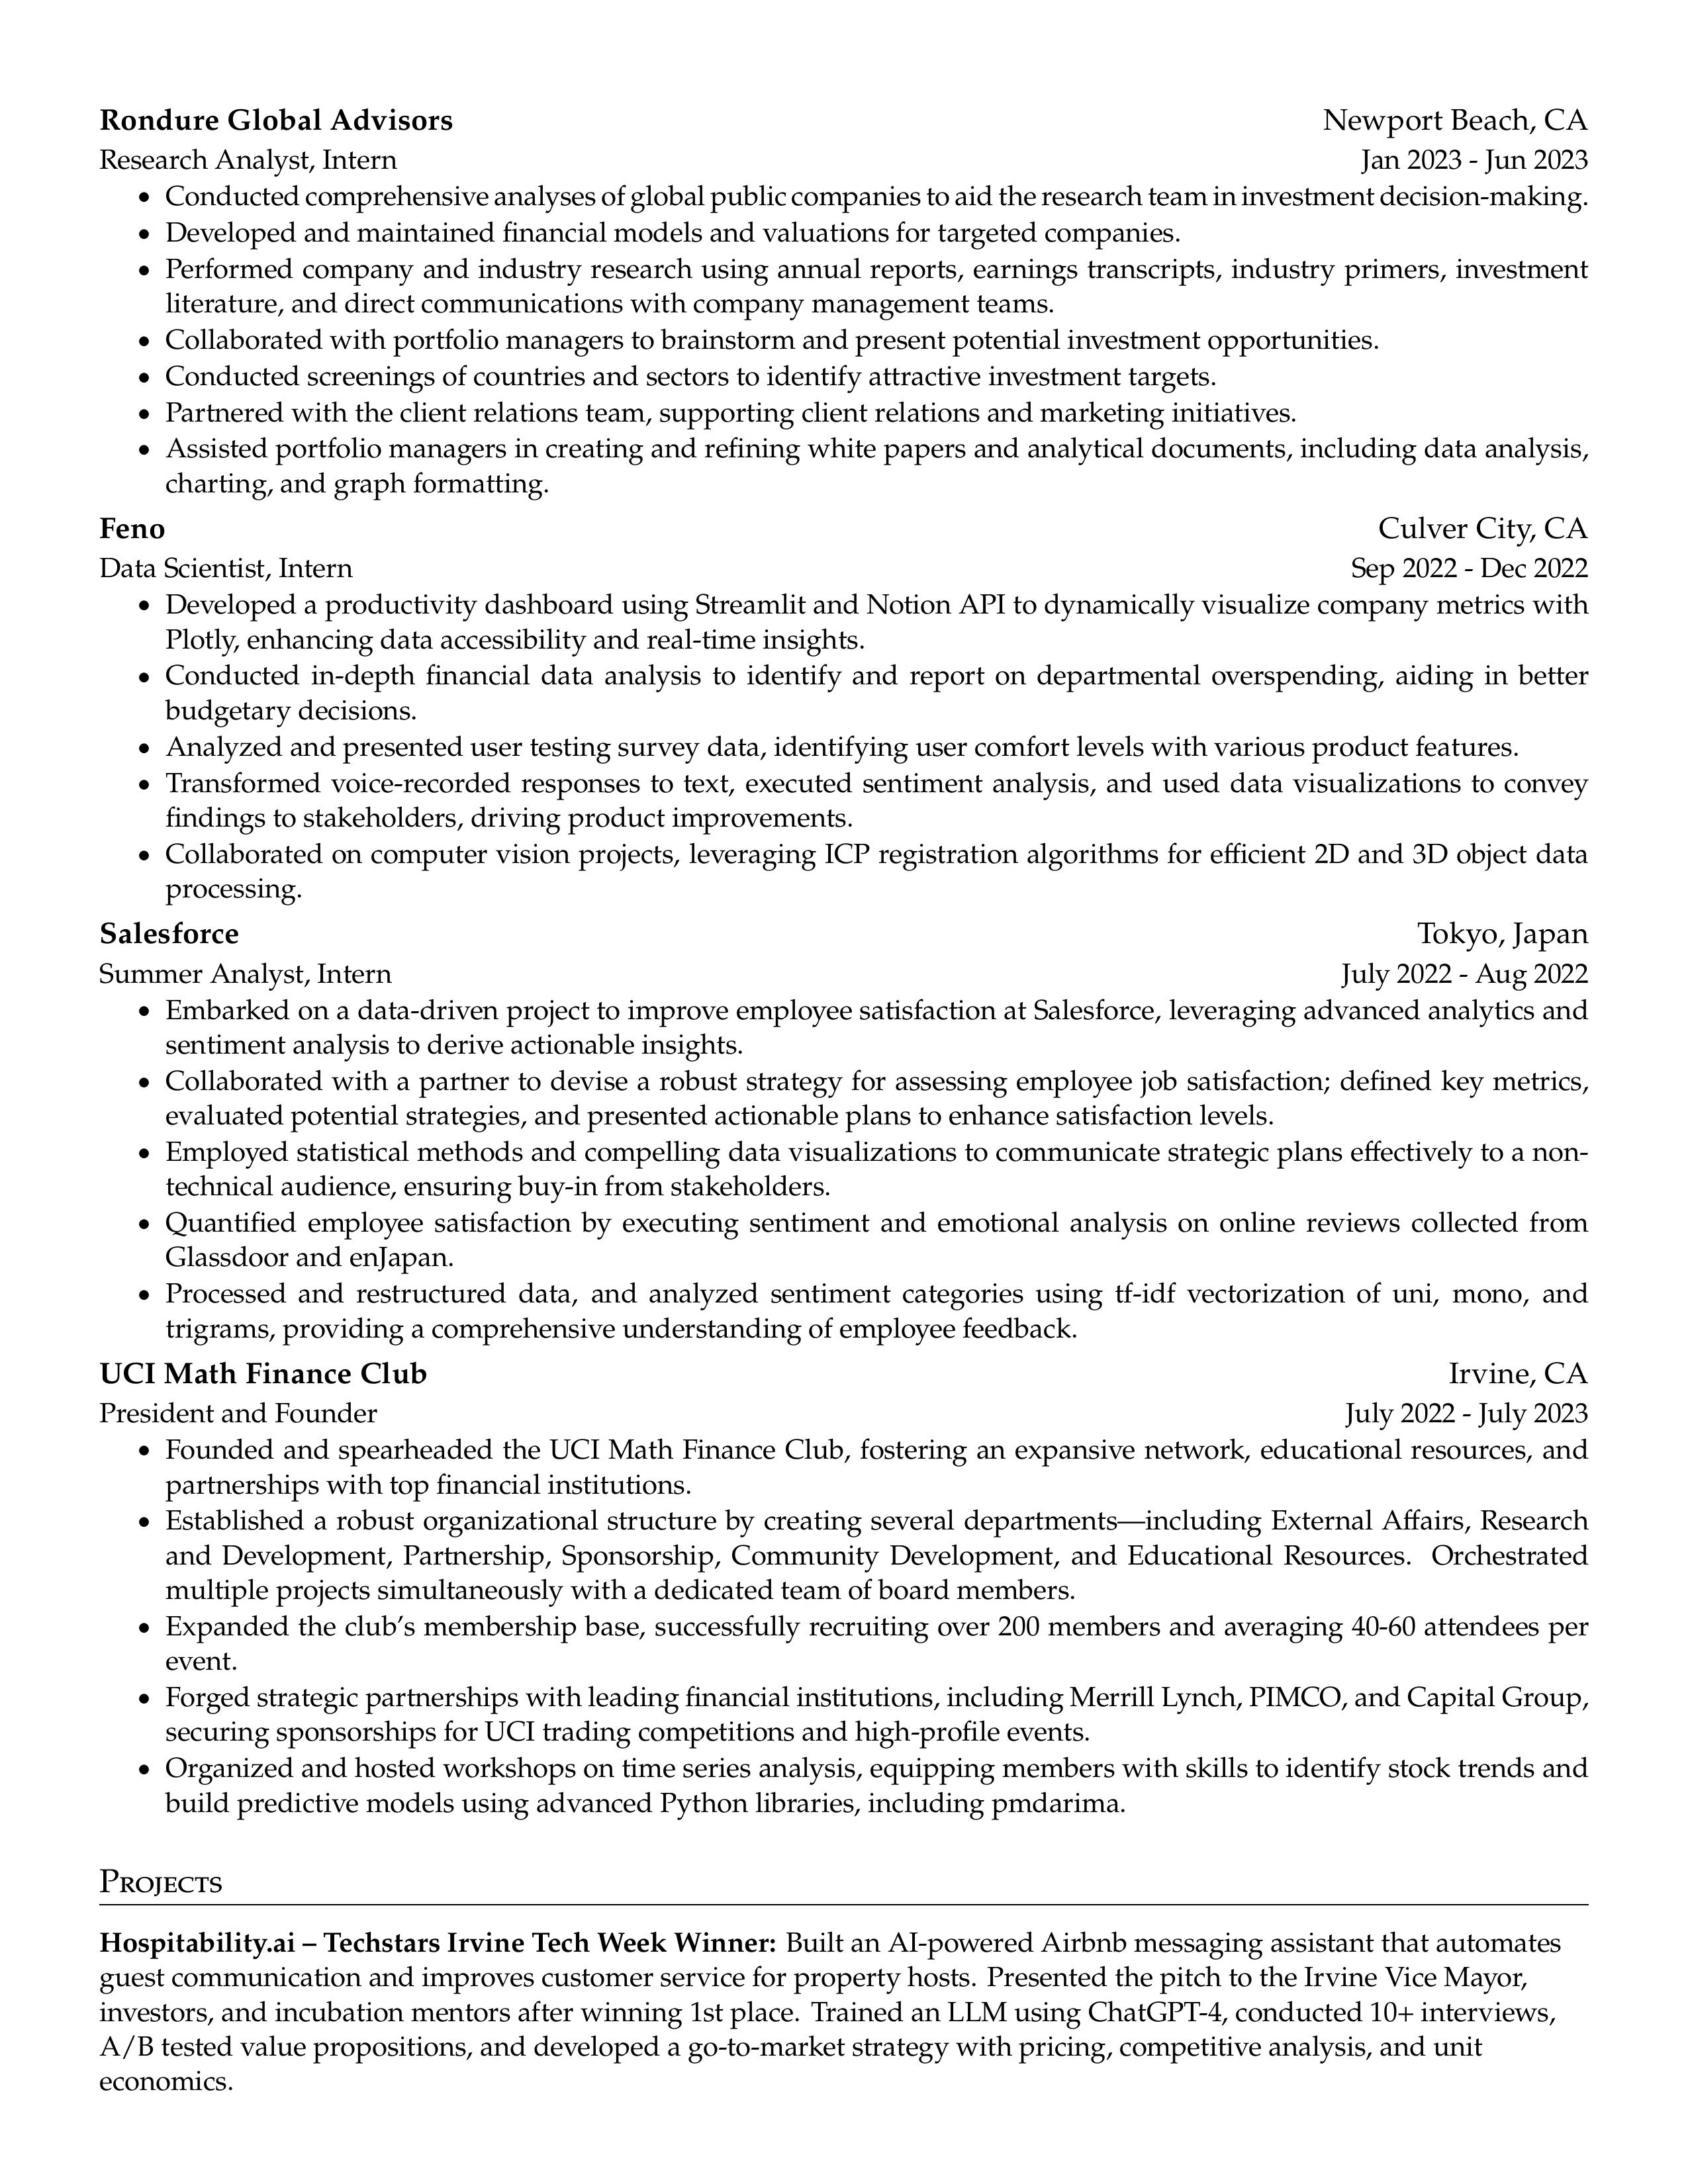 Rondure Global Advisors Newport Beach, CA
Research Analyst, Intern Jan 2023 - Jun 2023
• Conducted comprehensive analyses of global public companies to aid the research team in investment decision-making.
• Developed and maintained financial models and valuations for targeted companies.
• Performed company and industry research using annual reports, earnings transcripts, industry primers, investment
literature, and direct communications with company management teams.
• Collaborated with portfolio managers to brainstorm and present potential investment opportunities.
• Conducted screenings of countries and sectors to identify attractive investment targets.
• Partnered with the client relations team, supporting client relations and marketing initiatives.
• Assisted portfolio managers in creating and refining white papers and analytical documents, including data analysis,
charting, and graph formatting.
Feno Culver City, CA
Data Scientist, Intern Sep 2022 - Dec 2022
• Developed a productivity dashboard using Streamlit and Notion API to dynamically visualize company metrics with
Plotly, enhancing data accessibility and real-time insights.
• Conducted in-depth financial data analysis to identify and report on departmental overspending, aiding in better
budgetary decisions.
• Analyzed and presented user testing survey data, identifying user comfort levels with various product features.
• Transformed voice-recorded responses to text, executed sentiment analysis, and used data visualizations to convey
findings to stakeholders, driving product improvements.
• Collaborated on computer vision projects, leveraging ICP registration algorithms for efficient 2D and 3D object data
processing.
Salesforce Tokyo, Japan
Summer Analyst, Intern July 2022 - Aug 2022
• Embarked on a data-driven project to improve employee satisfaction at Salesforce, leveraging advanced analytics and
sentiment analysis to derive actionable insights.
• Collaborated with a partner to devise a robust strategy for assessing employee job satisfaction; defined key metrics,
evaluated potential strategies, and presented actionable plans to enhance satisfaction levels.
• Employed statistical methods and compelling data visualizations to communicate strategic plans effectively to a non-
technical audience, ensuring buy-in from stakeholders.
• Quantified employee satisfaction by executing sentiment and emotional analysis on online reviews collected from
Glassdoor and enJapan.
• Processed and restructured data, and analyzed sentiment categories using tf-idf vectorization of uni, mono, and
trigrams, providing a comprehensive understanding of employee feedback.
UCI Math Finance Club Irvine, CA
President and Founder July 2022 - July 2023
• Founded and spearheaded the UCI Math Finance Club, fostering an expansive network, educational resources, and
partnerships with top financial institutions.
• Established a robust organizational structure by creating several departments—including External Affairs, Research
and Development, Partnership, Sponsorship, Community Development, and Educational Resources. Orchestrated
multiple projects simultaneously with a dedicated team of board members.
• Expanded the club's membership base, successfully recruiting over 200 members and averaging 40-60 attendees per
event.
• Forged strategic partnerships with leading financial institutions, including Merrill Lynch, PIMCO, and Capital Group,
securing sponsorships for UCI trading competitions and high-profile events.
• Organized and hosted workshops on time series analysis, equipping members with skills to identify stock trends and
build predictive models using advanced Python libraries, including pmdarima.
Projects
Hospitability.ai – Techstars Irvine Tech Week Winner: Built an AI-powered Airbnb messaging assistant that automates
guest communication and improves customer service for property hosts. Presented the pitch to the Irvine Vice Mayor,
investors, and incubation mentors after winning 1st place. Trained an LLM using ChatGPT-4, conducted 10+ interviews,
A/B tested value propositions, and developed a go-to-market strategy with pricing, competitive analysis, and unit
economics.